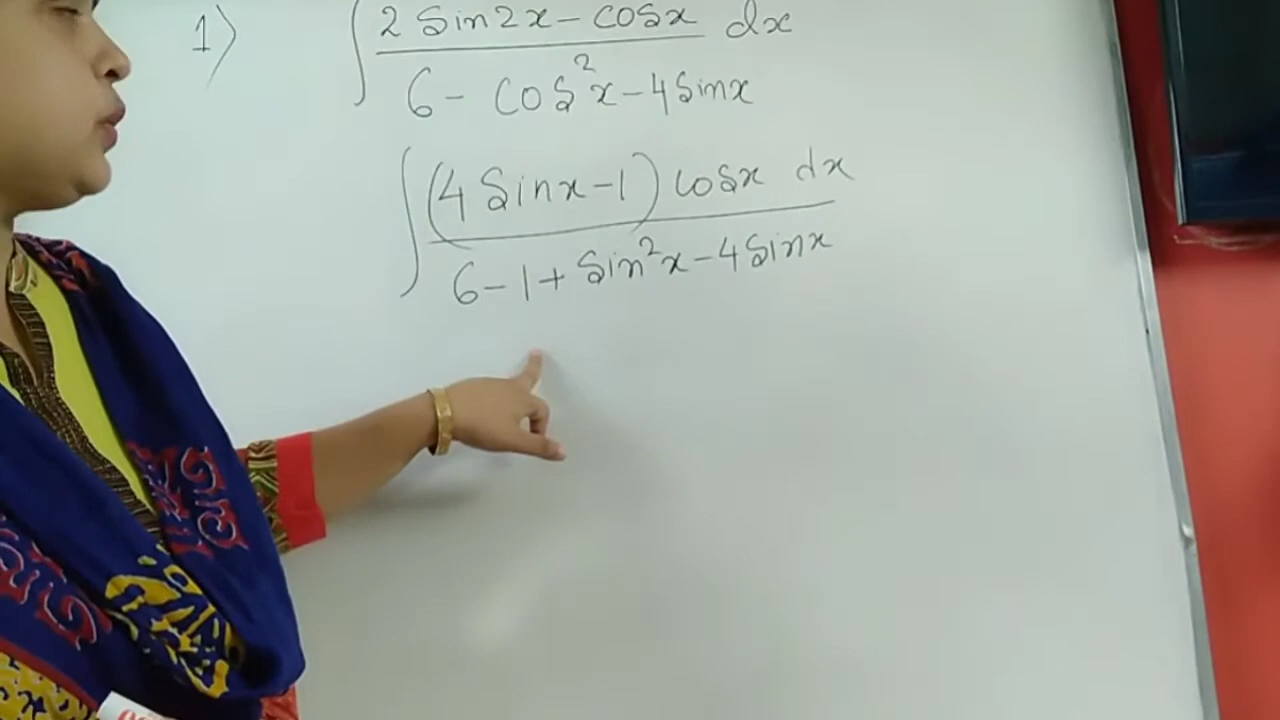 1) ∫ 2 Sin2x - cosx dx
6 - cos²x - 4 Sinx
∫ (4 Sinx - 1) cosx dx
6 - 1 + Sin²x - 4 Sinx